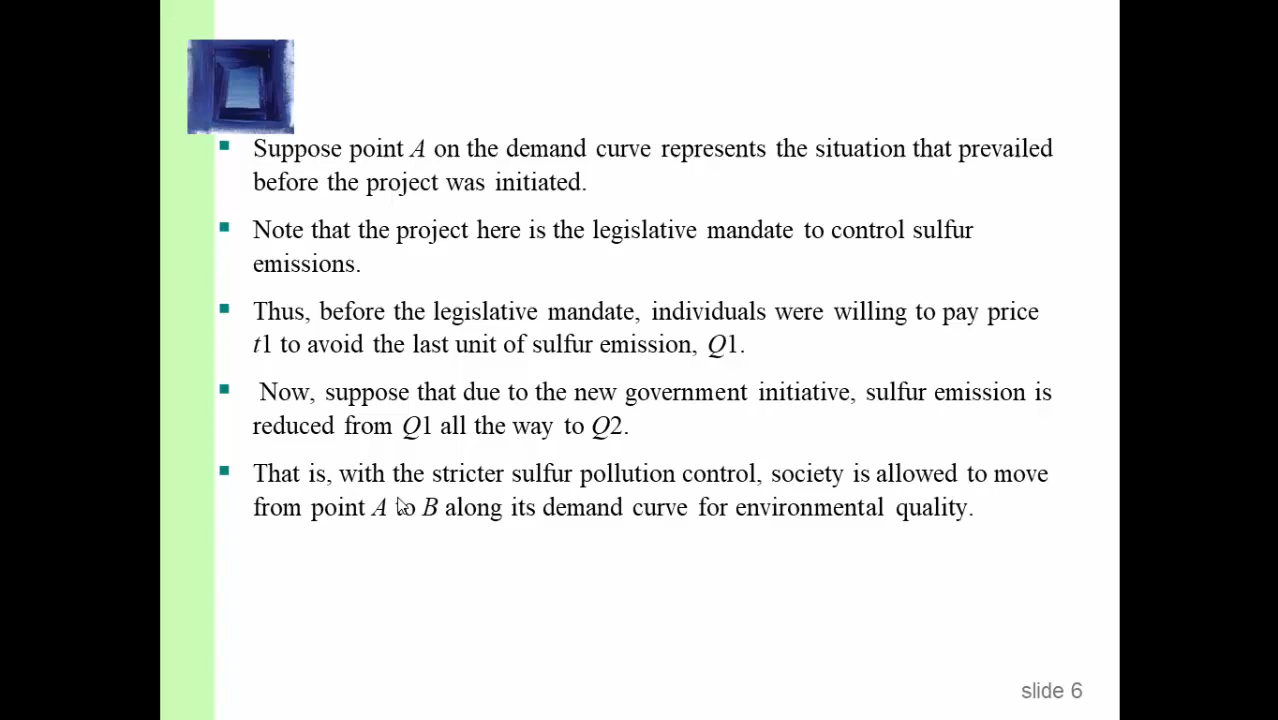 Suppose point A on the demand curve represents the situation that prevailed
before the project was initiated.
Note that the project here is the legislative mandate to control sulfur
emissions.
Thus, before the legislative mandate, individuals were willing to pay price
t1 to avoid the last unit of sulfur emission, Q1.
Now, suppose that due to the new government initiative, sulfur emission is
reduced from Q1 all the way to Q2.
That is, with the stricter sulfur pollution control, society is allowed to move
from point A to B along its demand curve for environmental quality.
slide 6